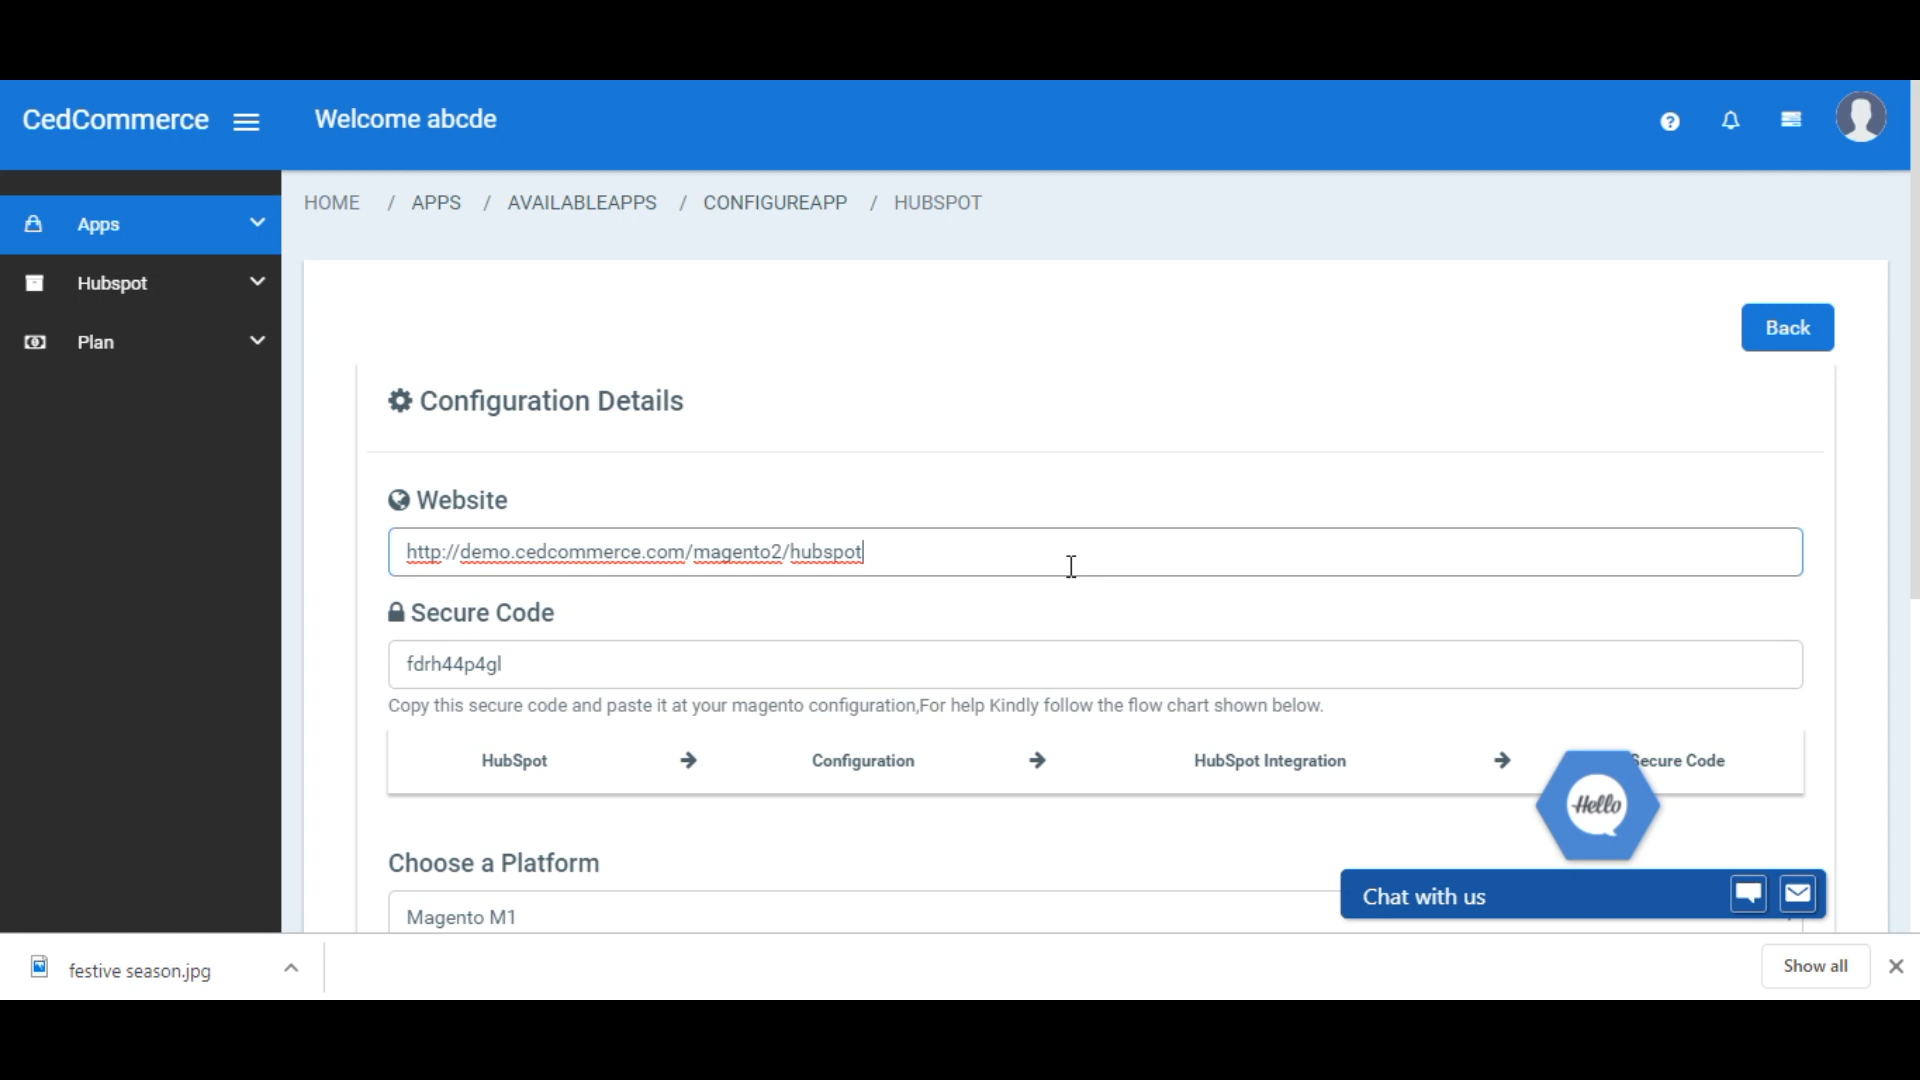 CedCommerce
Welcome abcde
Apps
Hubspot
Plan
HOME / APPS / AVAILABLEAPPS / CONFIGUREAPP / HUBSPOT
Back
Configuration Details
Website
http://demo.cedcommerce.com/magento2/hubspot
Secure Code
fdrh44p4gl
Copy this secure code and paste it at your magento configuration,For help Kindly follow the flow chart shown below.
HubSpot → Configuration → HubSpot Integration → Secure Code
Hello
Choose a Platform
Magento M1
Chat with us
festive season.jpg
Show all